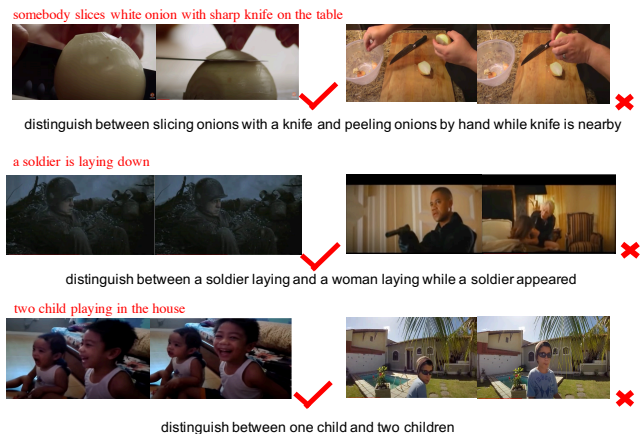 somebody slices white onion with sharp knife on the table
distinguish between slicing onions with a knife and peeling onions by hand while knife is nearby
a soldier is laying down
distinguish between a soldier laying and a woman laying while a soldier appeared
two child playing in the house
distinguish between one child and two children